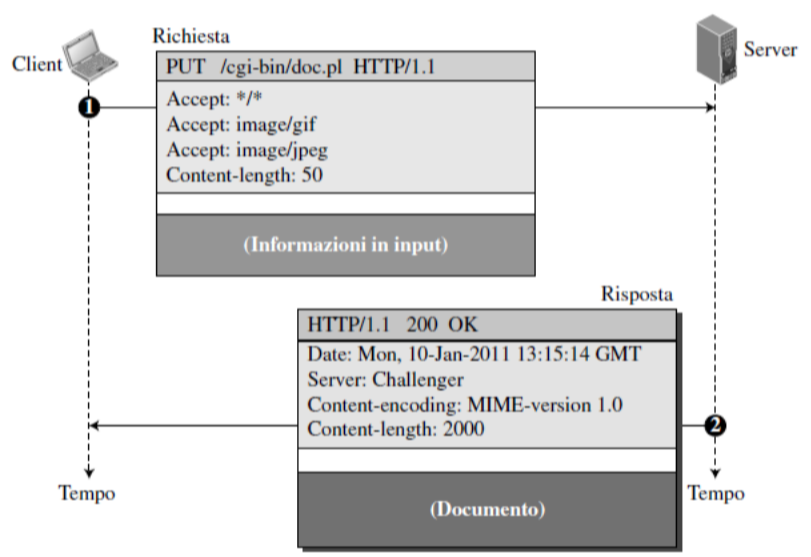 Richiesta
Client
Server
PUT /cgi-bin/doc.pl HTTP/1.1
1
Accept: */*
Accept: image/gif
Accept: image/jpeg
Content-length: 50
(Informazioni in input)
Risposta
HTTP/1.1 200 OK
Date: Mon, 10-Jan-2011 13:15:14 GMT
Server: Challenger
Content-encoding: MIME-version 1.0
Content-length: 2000
2
Tempo
Tempo
(Documento)